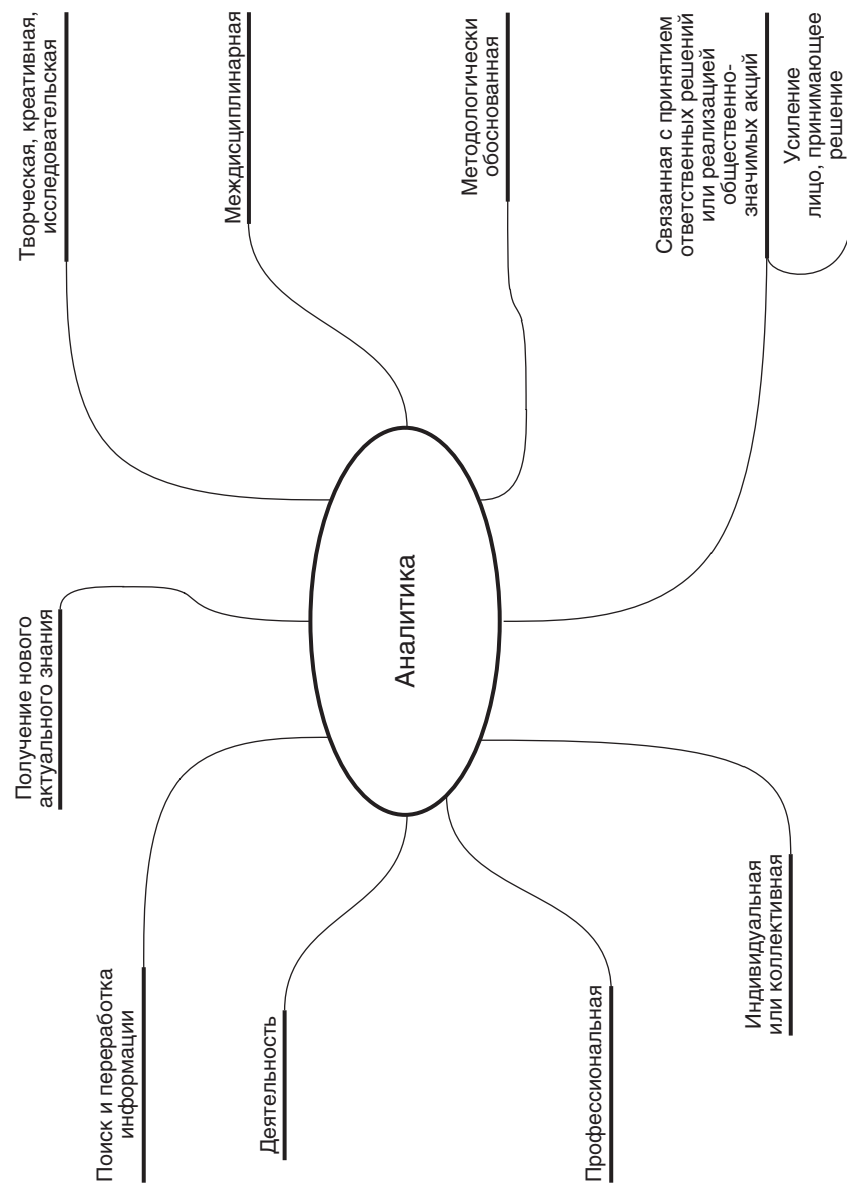 Творческая, креативная,
исследовательская
Междисциплинарная
Методологически
обоснованная
Связанная с принятием
ответственных решений
или реализацией
общественно-
значимых акций
Усиление
лицо, принимающее
решение
Получение нового
актуального знания
Аналитика
Поиск и переработка
информации
Деятельность
Профессиональная
Индивидуальная
или коллективная